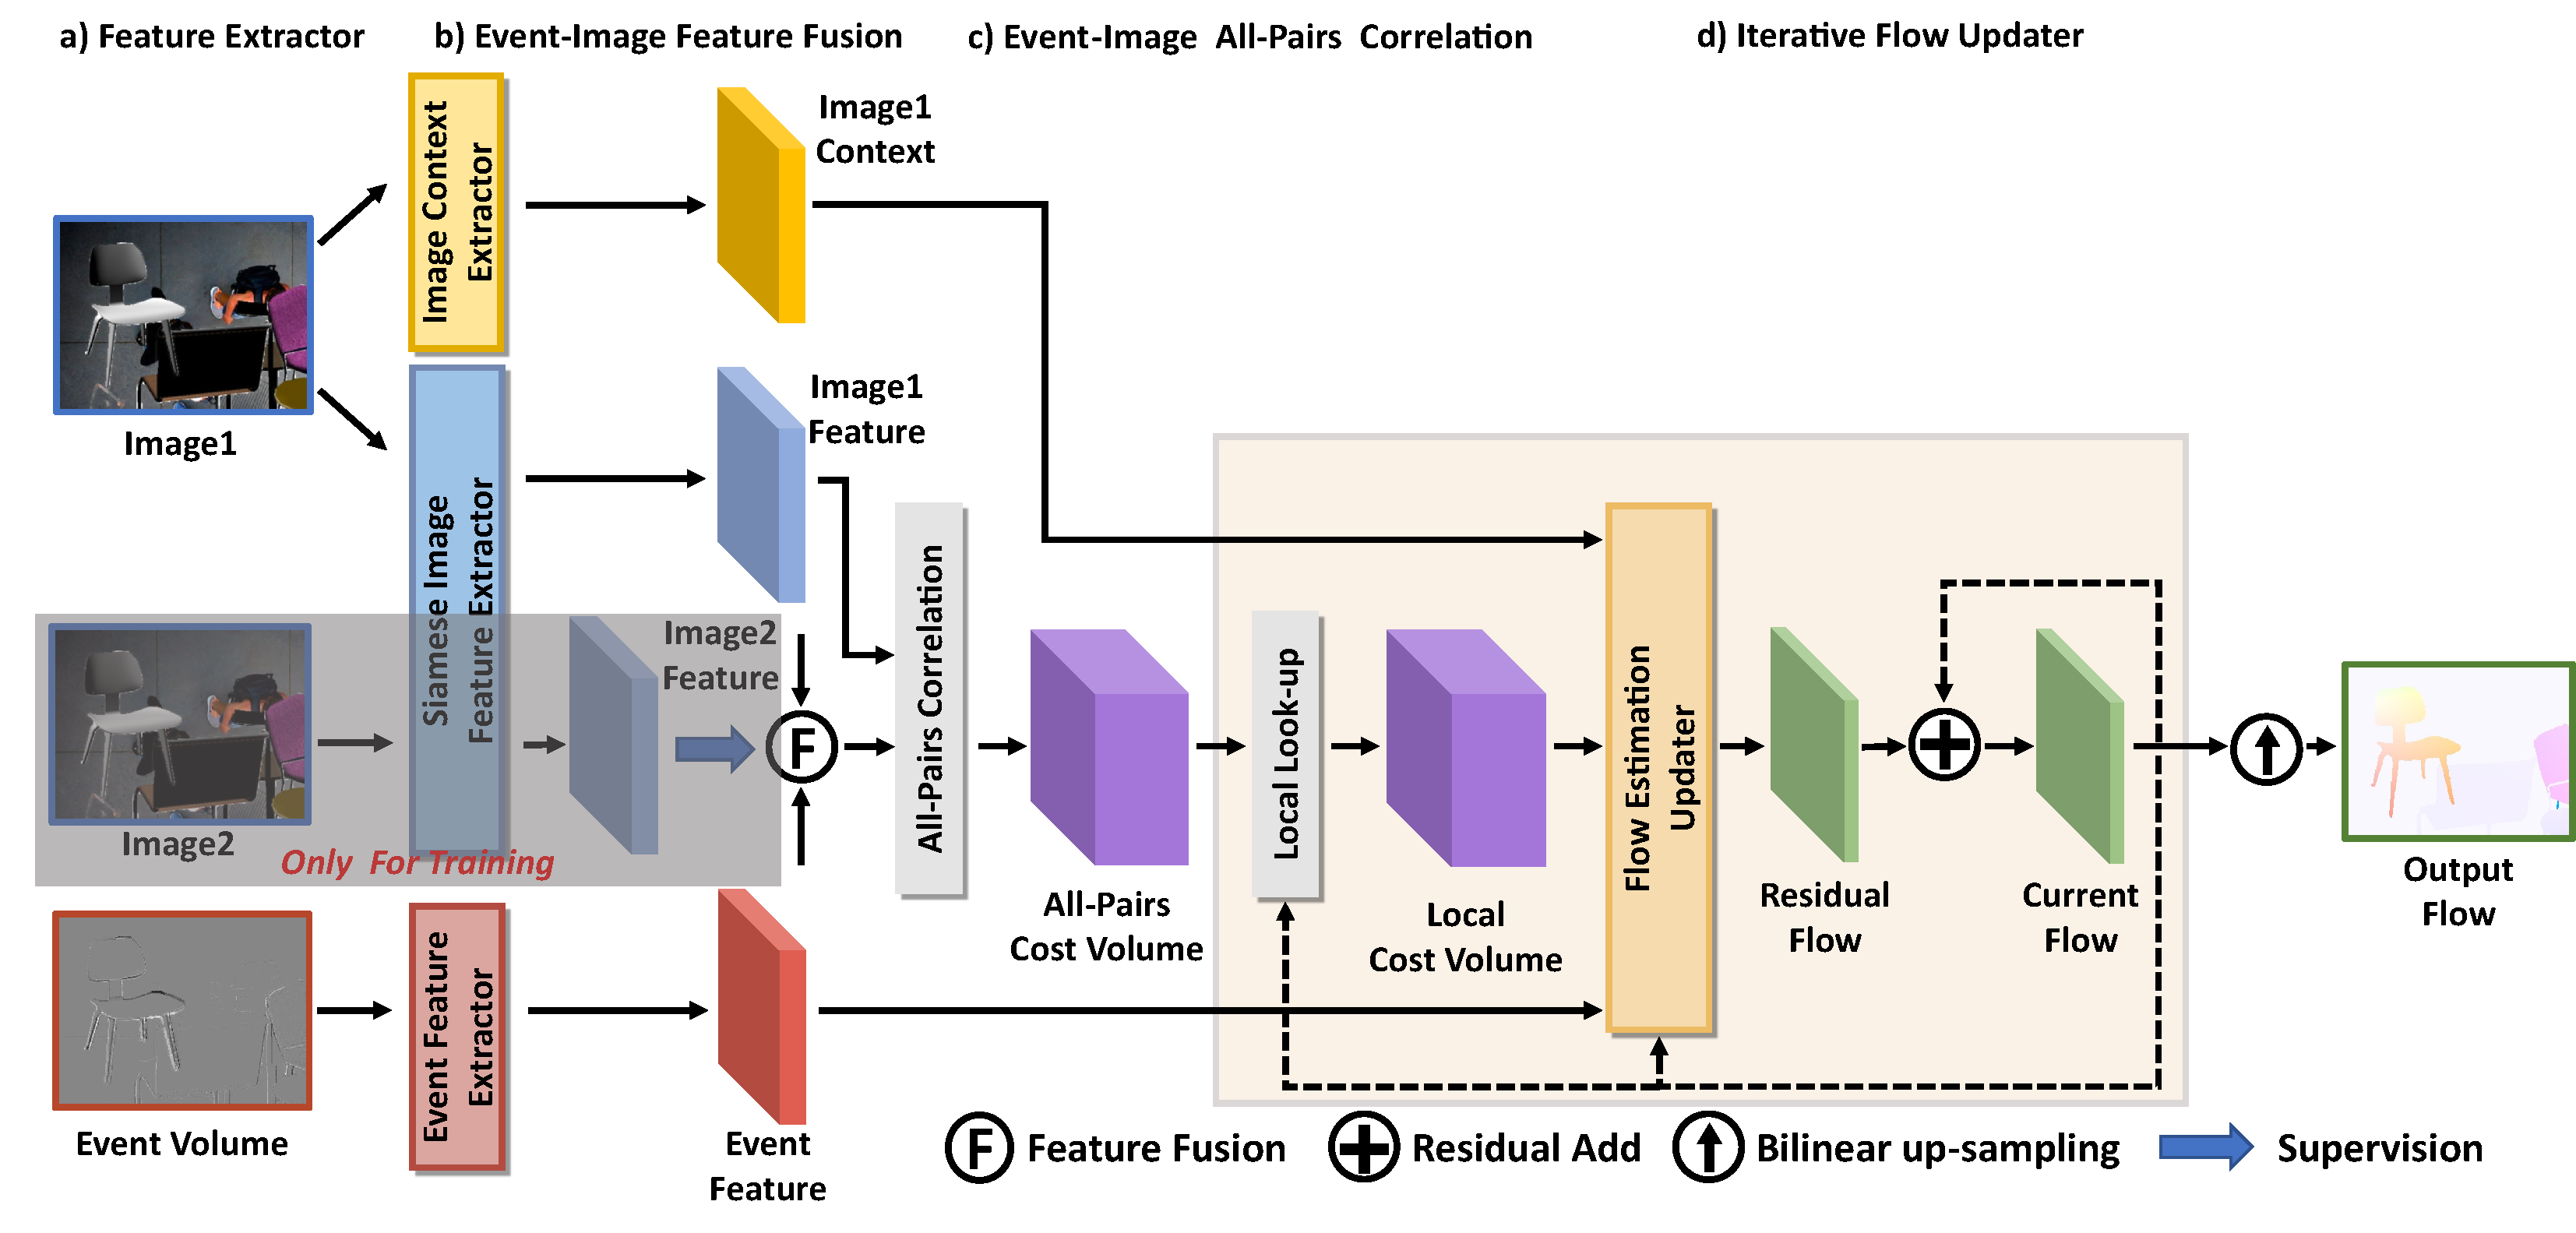 a) Feature Extractor
b) Event-Image Feature Fusion
c) Event-Image All-Pairs Correlation
d) Iterative Flow Updater
Image Context
Extractor
Image1
Context
Image1
Siamese Image
Feature Extractor
Image1
Feature
Image2
Feature
F
Image2
Only For Training
All-Pairs Correlation
All-Pairs
Cost Volume
Local Look-up
Local
Cost Volume
Flow Estimation
Updater
Residual
Flow
Current
Flow
Output
Flow
Event Volume
Event Feature
Extractor
Event
Feature
F Feature Fusion
Residual Add
Bilinear up-sampling
Supervision